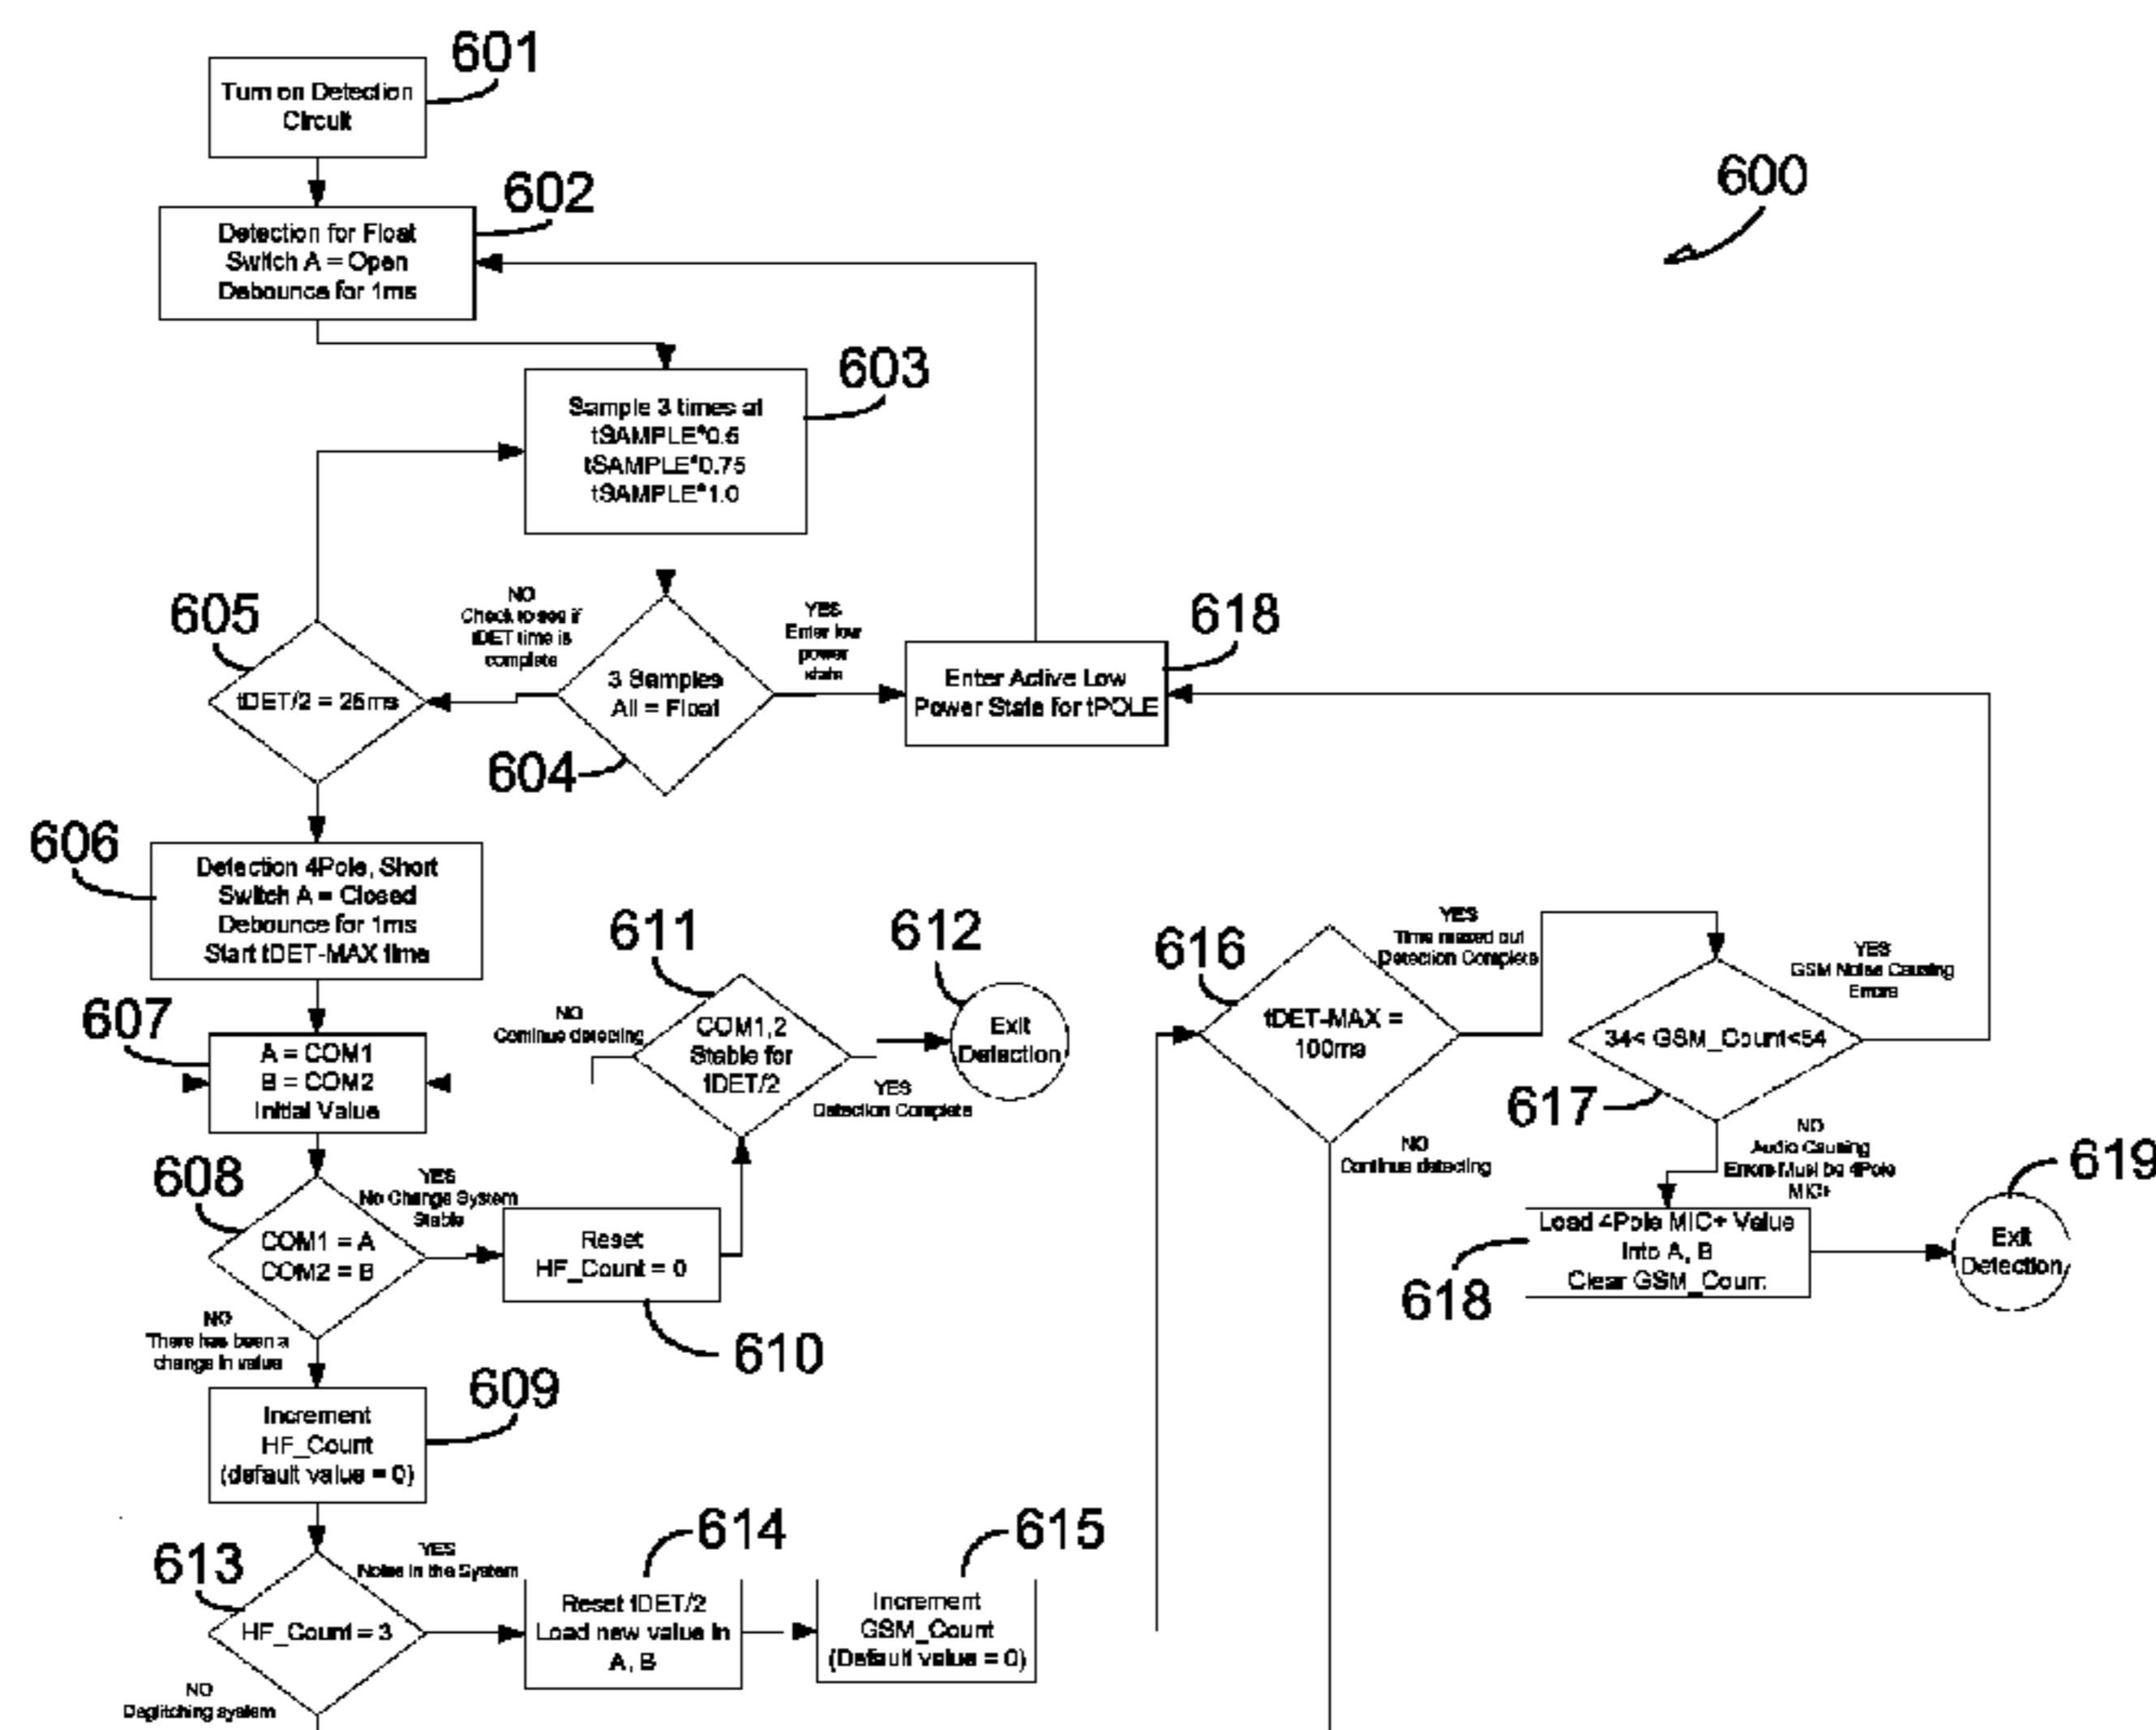 601
Turn on Detection
Circuit
602
600
Detection for Float
Switch A = Open
Debounce for 1ms
603
Sample 3 times at
tSAMPLE*0.5
tSAMPLE*0.75
tSAMPLE*1.0
605
NO
Check to see if
tDET time is
complete
YES
Enter low
power
state
618
tDET/2 = 25ms
3 Samples
All = Float
Enter Active Low
Power State for tPOLE
604
606
Detection 4Pole, Short
Switch A = Closed
Debounce for 1ms
Start tDET-MAX time
611
612
616
YES
Time maxed out
Detection Complete
YES
GSM Noise Causing
Errors
607
NO
Continue detecting
COM1,2
Stable for
tDET/2
Exit
Detection
tDET-MAX =
100ms
34< GSM_Count<54
A = COM1
B = COM2
Initial Value
YES
Detection Complete
617
NO
Continue detecting
NO
Audio Causing
Errors Must be 4Pole
MIC+
619
608
YES
No Change System
Stable
COM1 = A
COM2 = B
Reset
HF_Count = 0
Load 4Pole MIC+ Value
Into A, B
Clear GSM_Count
Exit
Detection
618
NO
There has been a
change in value
610
609
Increment
HF_Count
(default value = 0)
614
615
613
YES
Noise in the System
HF_Count = 3
Reset tDET/2
Load new value in
A, B
Increment
GSM_Count
(Default value = 0)
NO
Deglitching system